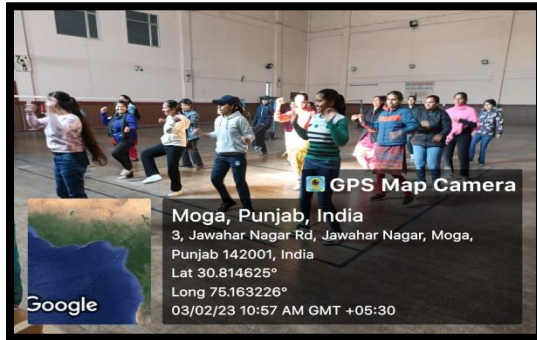 GPS Map Camera
Moga, Punjab, India
3, Jawahar Nagar Rd, Jawahar Nagar, Moga,
Punjab 142001, India
Lat 30.814625°
Long 75.163226°
03/02/23 10:57 AM GMT +05:30
Google